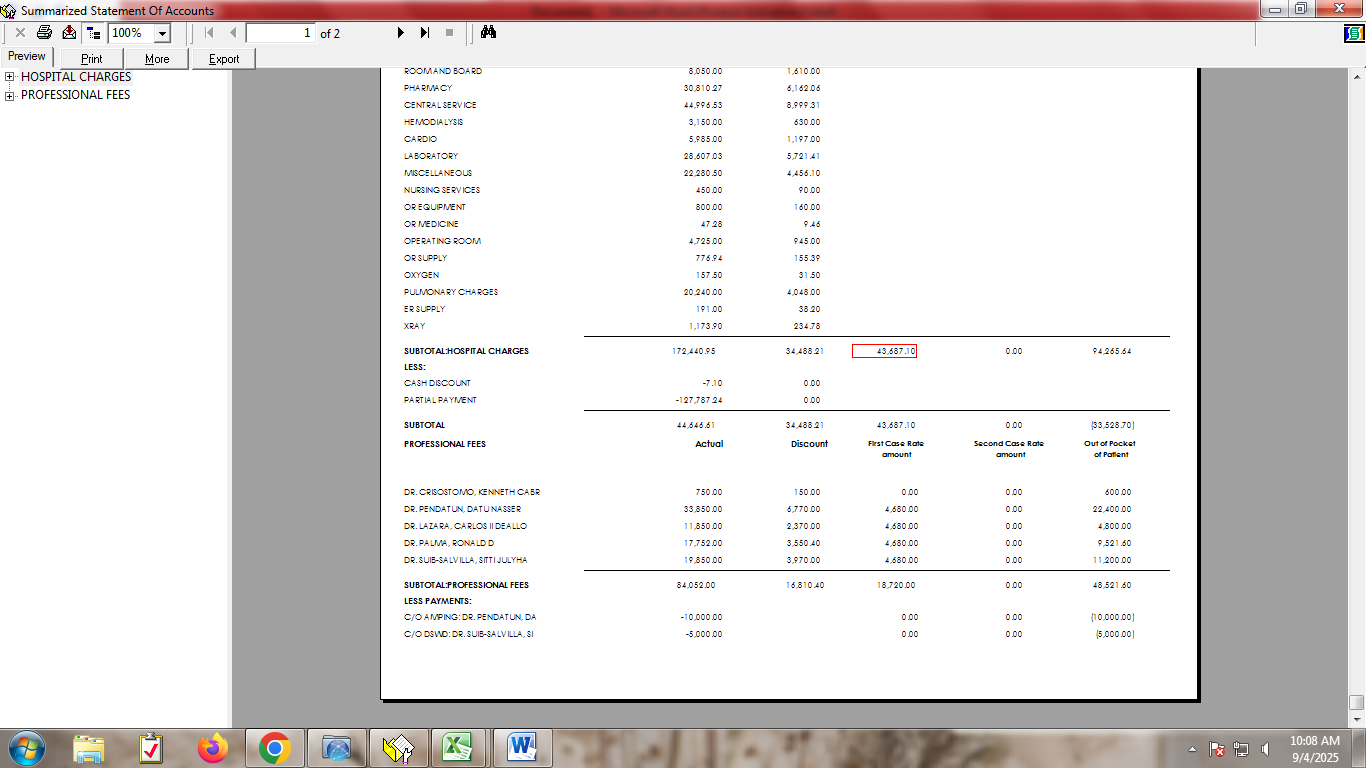 Summarized Statement Of Accounts
100% 1 of 2
Preview Print More Export
HOSPITAL CHARGES
PROFESSIONAL FEES
ROOM AND BOARD 8,050.00 1,610.00
PHARMACY 30,810.27 6,162.06
CENTRAL SERVICE 44,996.53 8,999.31
HEMODIALYSIS 3,150.00 630.00
CARDIO 5,985.00 1,197.00
LABORATORY 28,607.03 5,721.41
MISCELLANEOUS 22,280.50 4,456.10
NURSING SERVICES 450.00 90.00
OR EQUIPMENT 800.00 160.00
OR MEDICINE 47.28 9.46
OPERATING ROOM 4,725.00 945.00
OR SUPPLY 776.94 155.39
OXYGEN 157.50 31.50
PULMONARY CHARGES 20,240.00 4,048.00
ER SUPPLY 191.00 38.20
XRAY 1,173.90 234.78
SUBTOTAL:HOSPITAL CHARGES 172,440.95 34,488.21 43,687.10 0.00 94,265.64
LESS:
CASH DISCOUNT -7.10 0.00
PARTIAL PAYMENT -127,787.24 0.00
SUBTOTAL 44,646.61 34,488.21 43,687.10 0.00 (33,528.70)
PROFESSIONAL FEES Actual Discount First Case Rate amount Second Case Rate amount Out of Pocket of Patient
DR. CRISOSTOMO, KENNETH CABR 750.00 150.00 0.00 0.00 600.00
DR. PENDATUN, DATU NASSER 33,850.00 6,770.00 4,680.00 0.00 22,400.00
DR. LAZARA, CARLOS II DEALLO 11,850.00 2,370.00 4,680.00 0.00 4,800.00
DR. PALMA, RONALD D 17,752.00 3,550.40 4,680.00 0.00 9,521.60
DR. SUIB-SALVILLA, SITTI JULYHA 19,850.00 3,970.00 4,680.00 0.00 11,200.00
SUBTOTAL:PROFESSIONAL FEES 84,052.00 16,810.40 18,720.00 0.00 48,521.60
LESS PAYMENTS:
C/O AMPING: DR. PENDATUN, DA -10,000.00 0.00 0.00 (10,000.00)
C/O DSWD: DR. SUIB-SALVILLA, SI -5,000.00 0.00 0.00 (5,000.00)
10:08 AM
9/4/2025